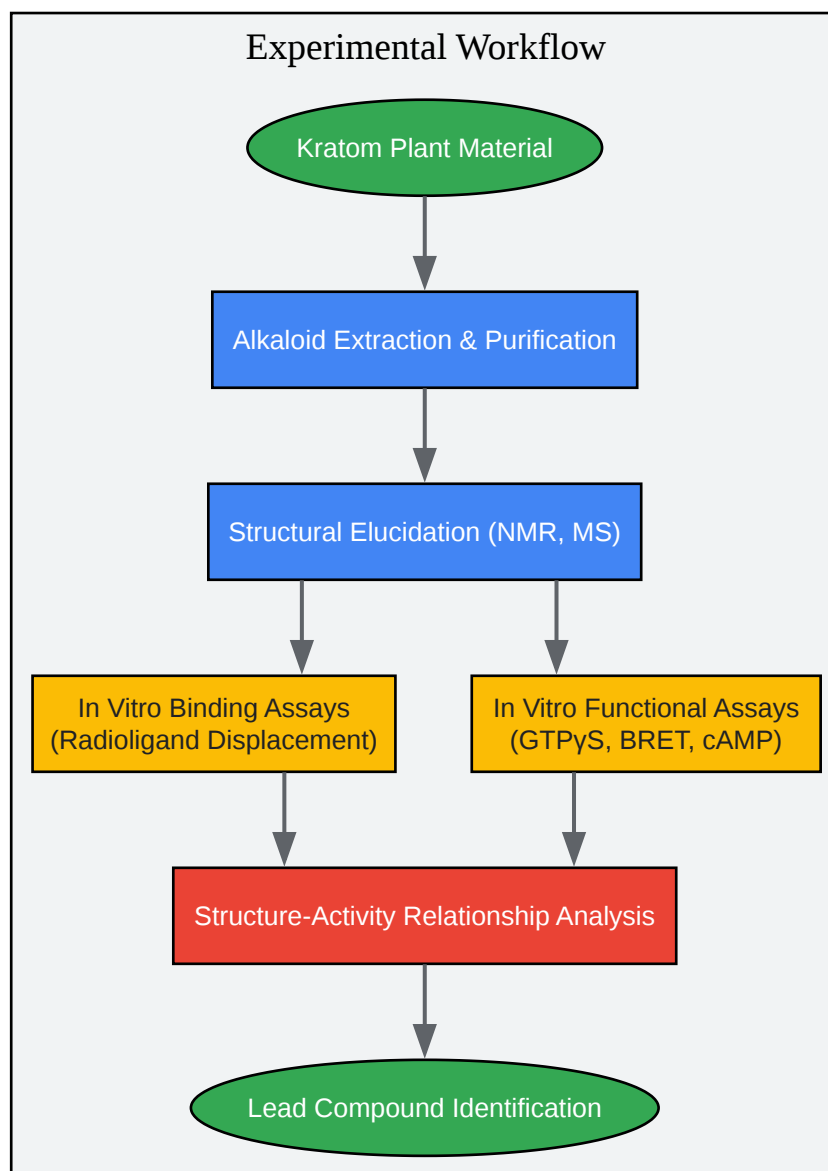 Experimental Workflow
Kratom Plant Material
Alkaloid Extraction & Purification
Structural Elucidation (NMR, MS)
In Vitro Binding Assays
(Radioligand Displacement)
In Vitro Functional Assays
(GTPγS, BRET, cAMP)
Structure-Activity Relationship Analysis
Lead Compound Identification